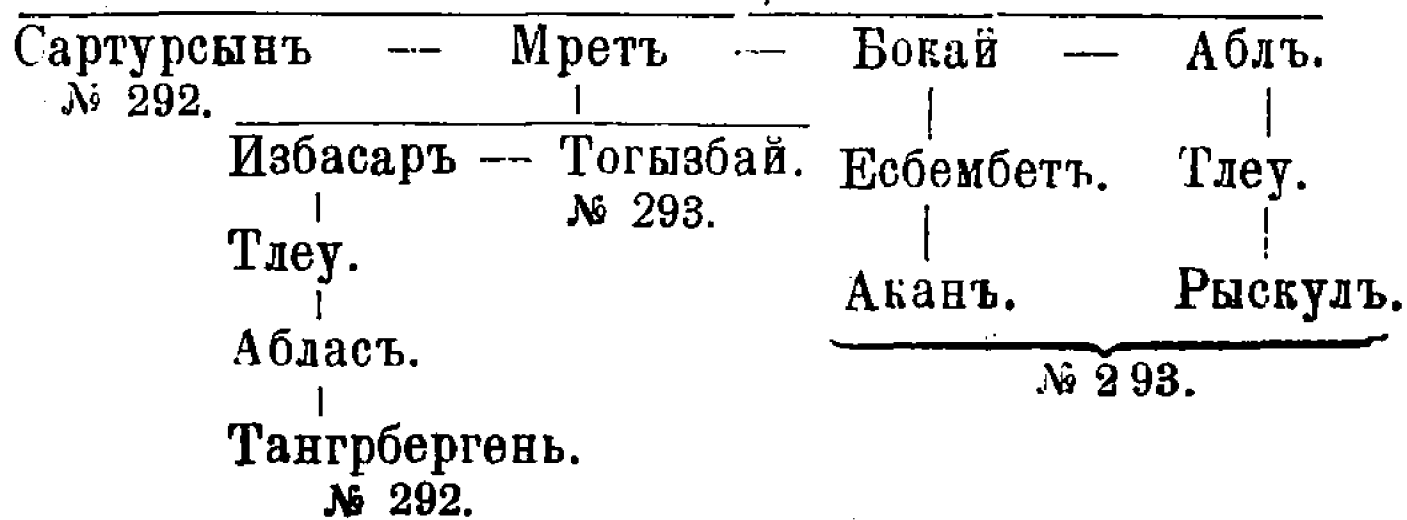 Сартурсынъ — Мретъ — Бокай — Аблъ.
№ 292.
Избасаръ — Тогызбай. Есбембетъ. Тлеу.
№ 293.
Тлеу.
Аканъ. Рыскулъ.
Абласъ.
№ 293.
Тангрбергень.
№ 292.